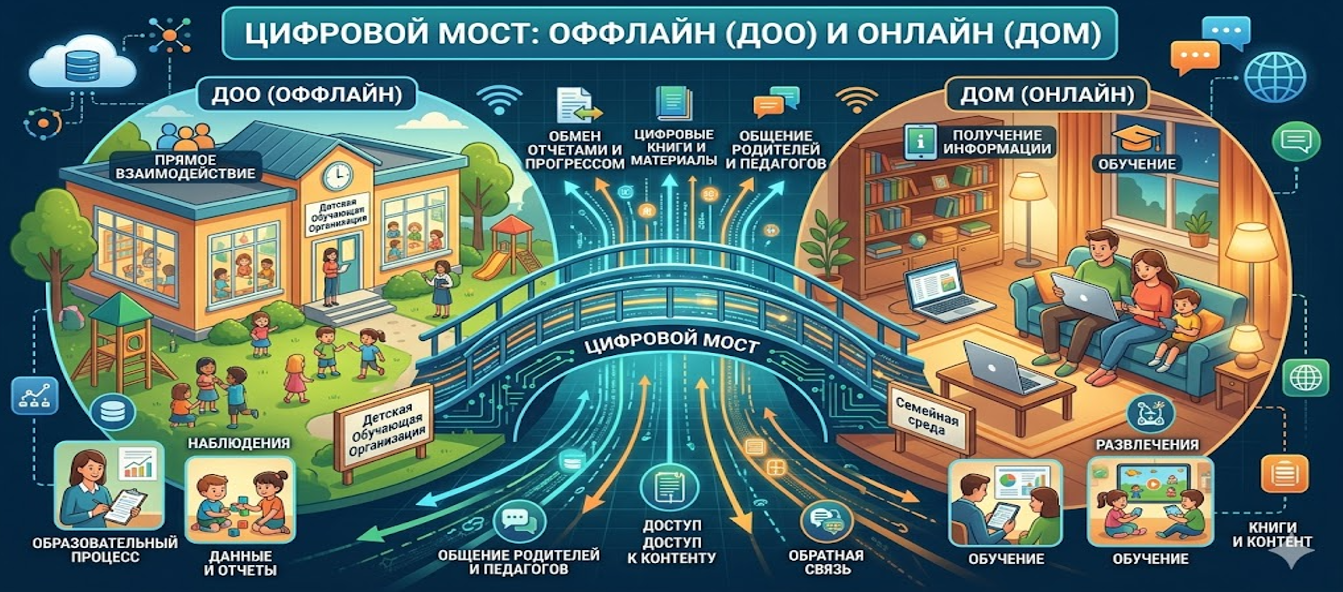 ЦИФРОВОЙ МОСТ: ОФФЛАЙН (ДОО) И ОНЛАЙН (ДОМ)
ДОО (ОФФЛАЙН)
ДОМ (ОНЛАЙН)
ПРЯМОЕ
ВЗАИМОДЕЙСТВИЕ
Детская
Обучающая
Организация
ОБМЕН
ОТЧЕТАМИ И
ПРОГРЕССОМ
ЦИФРОВЫЕ
КНИГИ И
МАТЕРИАЛЫ
ОБЩЕНИЕ
РОДИТЕЛЕЙ
И ПЕДАГОГОВ
ПОЛУЧЕНИЕ
ИНФОРМАЦИИ
ОБУЧЕНИЕ
ЦИФРОВОЙ МОСТ
Детская
Обучающая
Организация
Семейная
среда
НАБЛЮДЕНИЯ
РАЗВЛЕЧЕНИЯ
ОБРАЗОВАТЕЛЬНЫЙ
ПРОЦЕСС
ДАННЫЕ
И ОТЧЕТЫ
ОБЩЕНИЕ РОДИТЕЛЕЙ
И ПЕДАГОГОВ
ДОСТУП
ДОСТУП
К КОНТЕНТУ
ОБРАТНАЯ
СВЯЗЬ
ОБУЧЕНИЕ
ОБУЧЕНИЕ
КНИГИ
И КОНТЕНТ